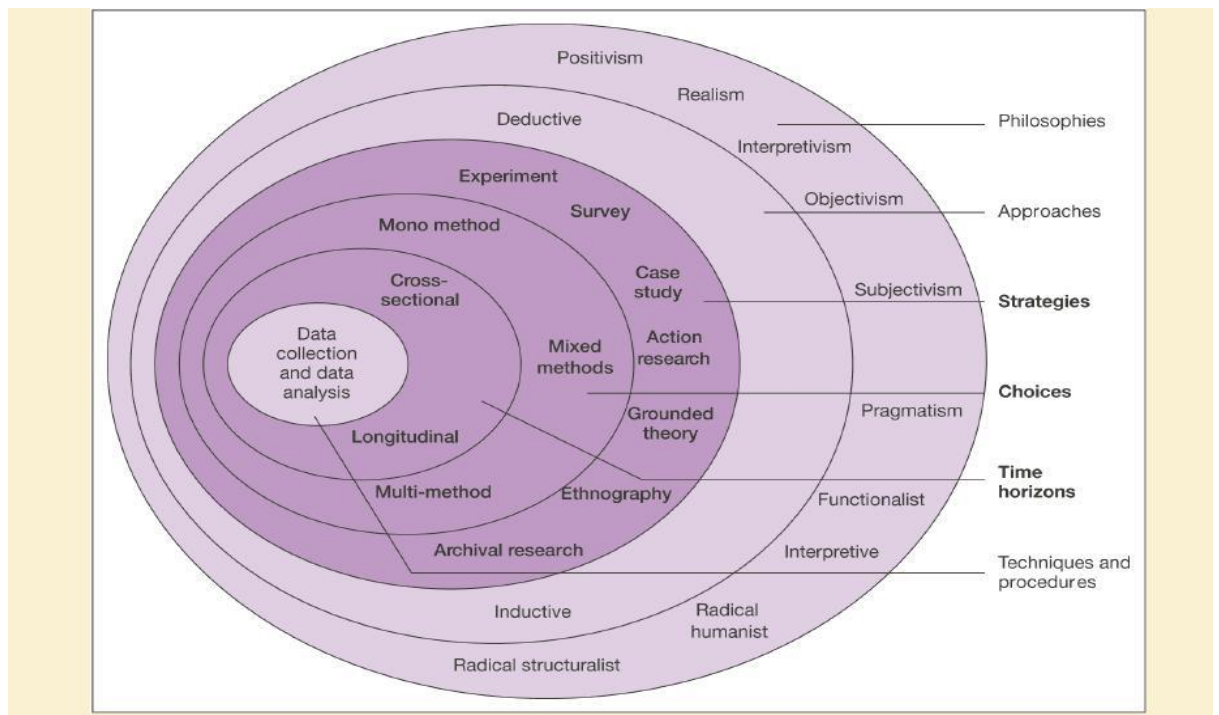 Positivism
Realism
Philosophies
Deductive
Interpretivism
Experiment
Objectivism
Survey
Approaches
Mono method
Case
study
Cross-
sectional
Subjectivism
Strategies
Data
collection
and data
analysis
Mixed
methods
Action
research
Choices
Grounded
theory
Pragmatism
Longitudinal
Time
horizons
Multi-method
Ethnography
Functionalist
Archival research
Interpretive
Techniques and
procedures
Inductive
Radical
humanist
Radical structuralist